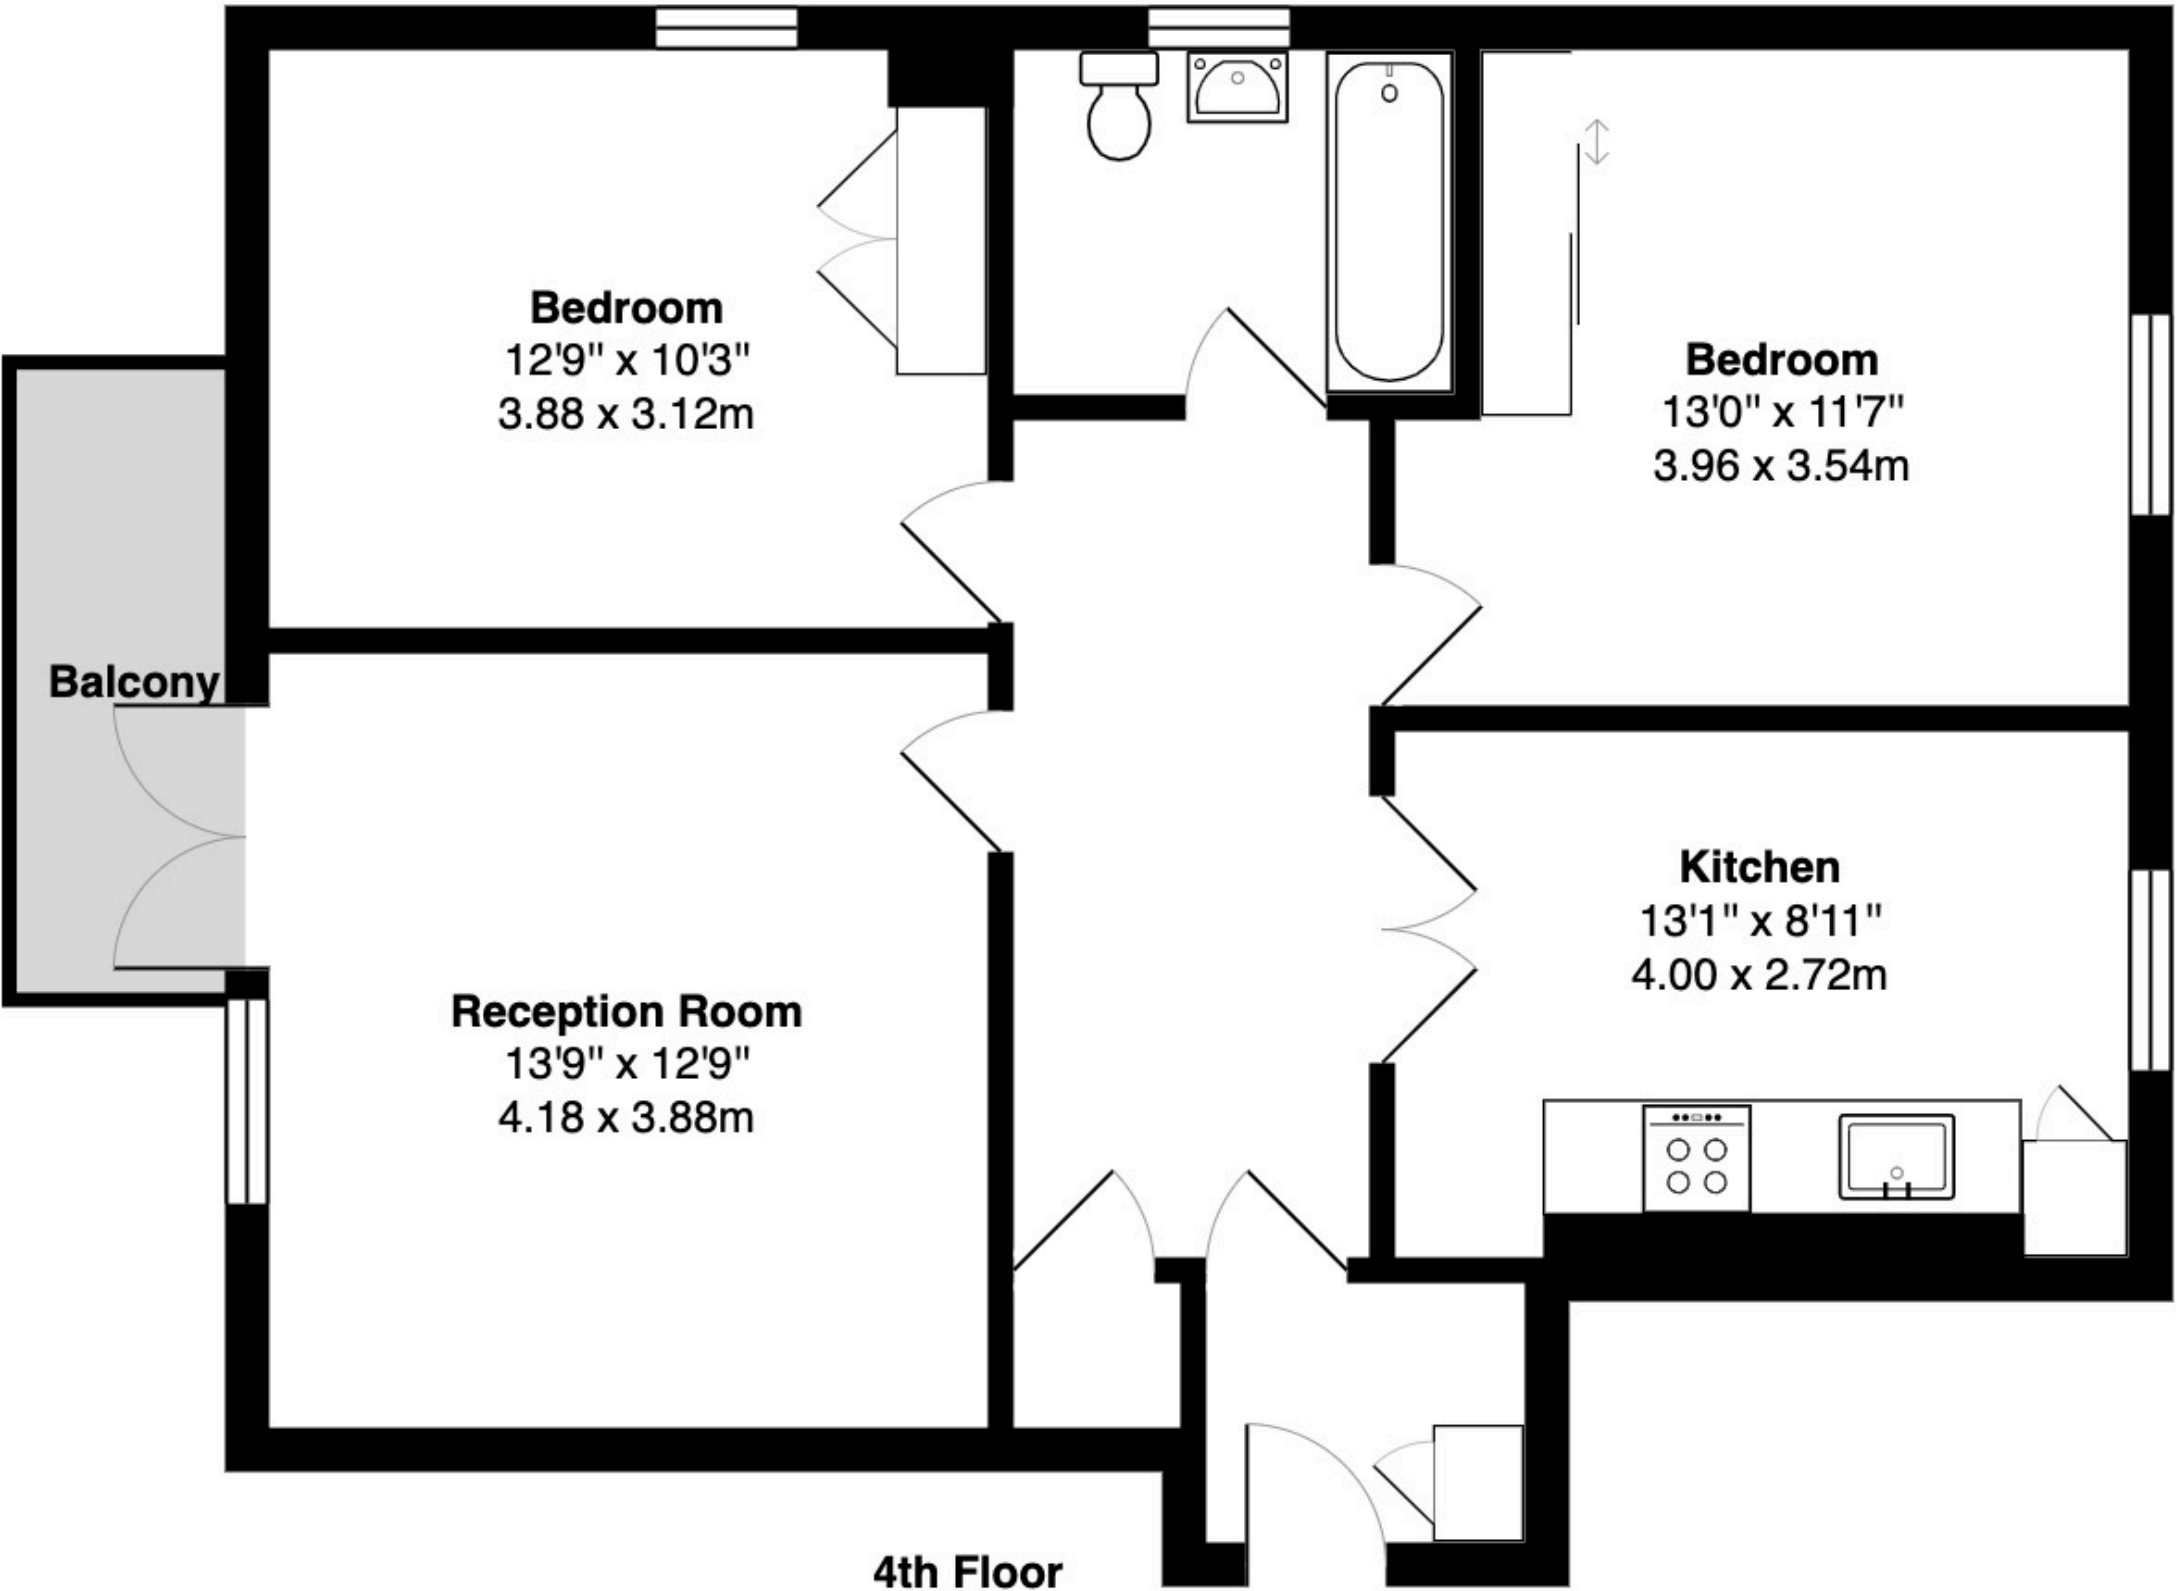 Bedroom
12'9" x 10'3"
3.88 x 3.12m
Bedroom
13'0" x 11'7"
3.96 x 3.54m
Balcony
Kitchen
13'1" x 8'11"
4.00 x 2.72m
Reception Room
13'9" x 12'9"
4.18 x 3.88m
4th Floor